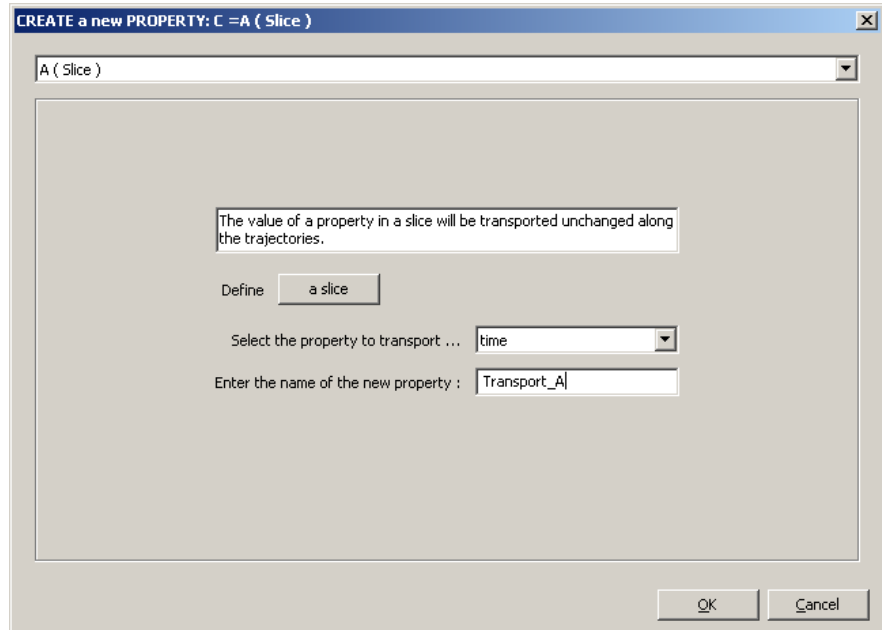 CREATE a new PROPERTY: C =A ( Slice )
A ( Slice )
The value of a property in a slice will be transported unchanged along
the trajectories.
Define a slice
Select the property to transport ... time
Enter the name of the new property : Transport_A
OK Cancel